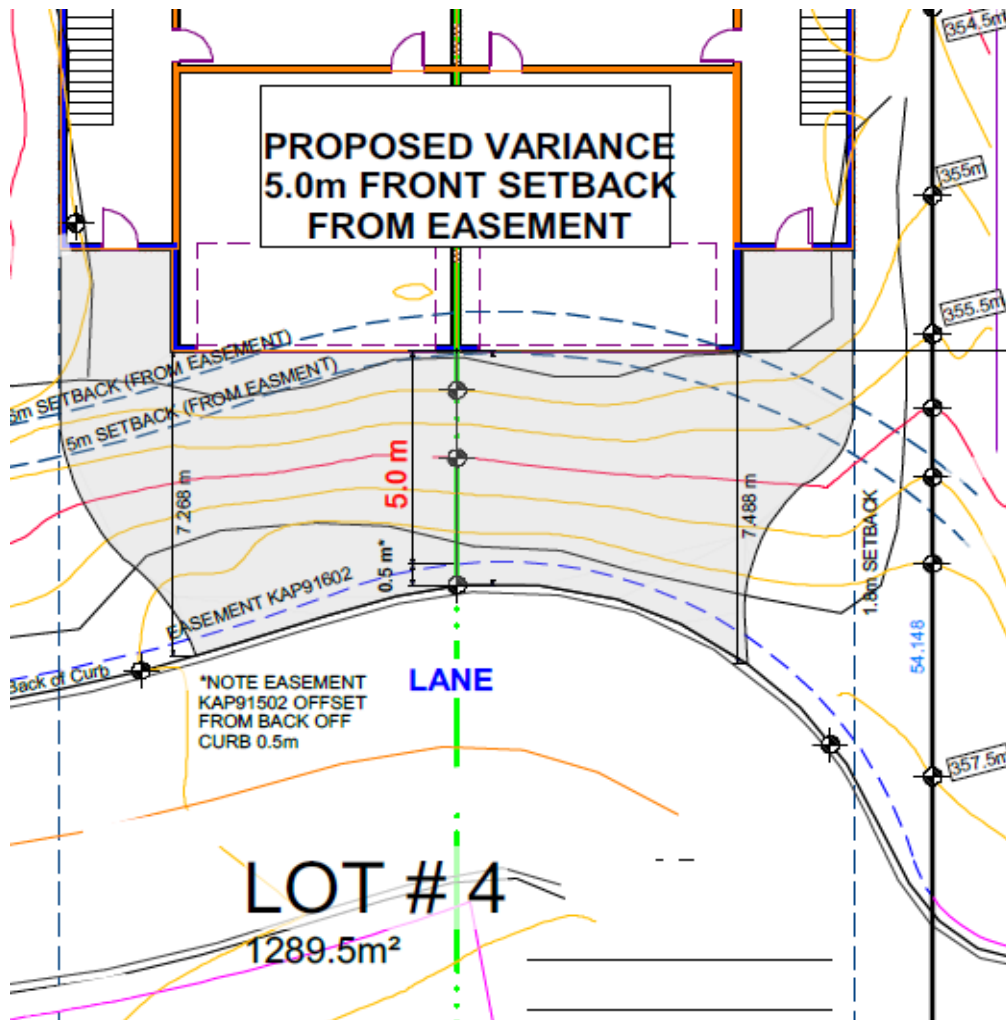 354.5m
PROPOSED VARIANCE
5.0m FRONT SETBACK
FROM EASEMENT
355m
355.5m
6m SETBACK (FROM EASEMENT)
5m SETBACK (FROM EASMENT)
7.268 m
5.0 m
0.5 m*
7.488 m
1.8m SETBACK
54.148
EASEMENT KAP91602
Back of Curb
*NOTE EASEMENT
KAP91502 OFFSET
FROM BACK OFF
CURB 0.5m
LANE
357.5m
LOT # 4
1289.5m²